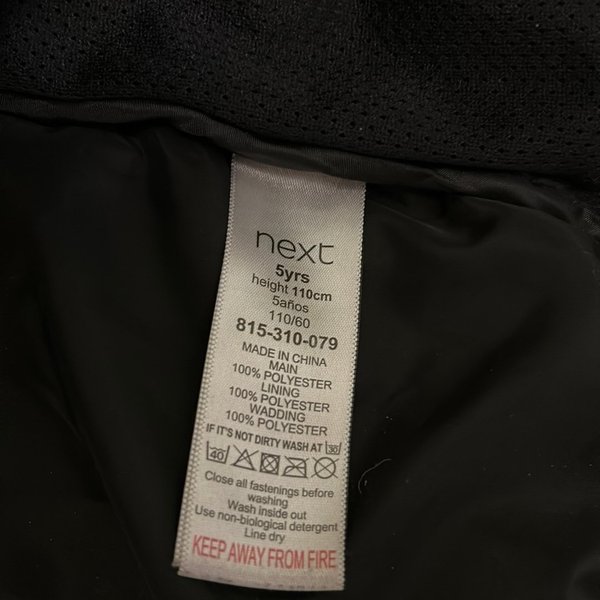 next
5yrs
height 110cm
5años
110/60
815-310-079
MADE IN CHINA
MAIN
100% POLYESTER
LINING
100% POLYESTER
WADDING
100% POLYESTER
IF IT'S NOT DIRTY WASH AT 30
40
Close all fastenings before
washing
Wash inside out
Use non-biological detergent
Line dry
KEEP AWAY FROM FIRE